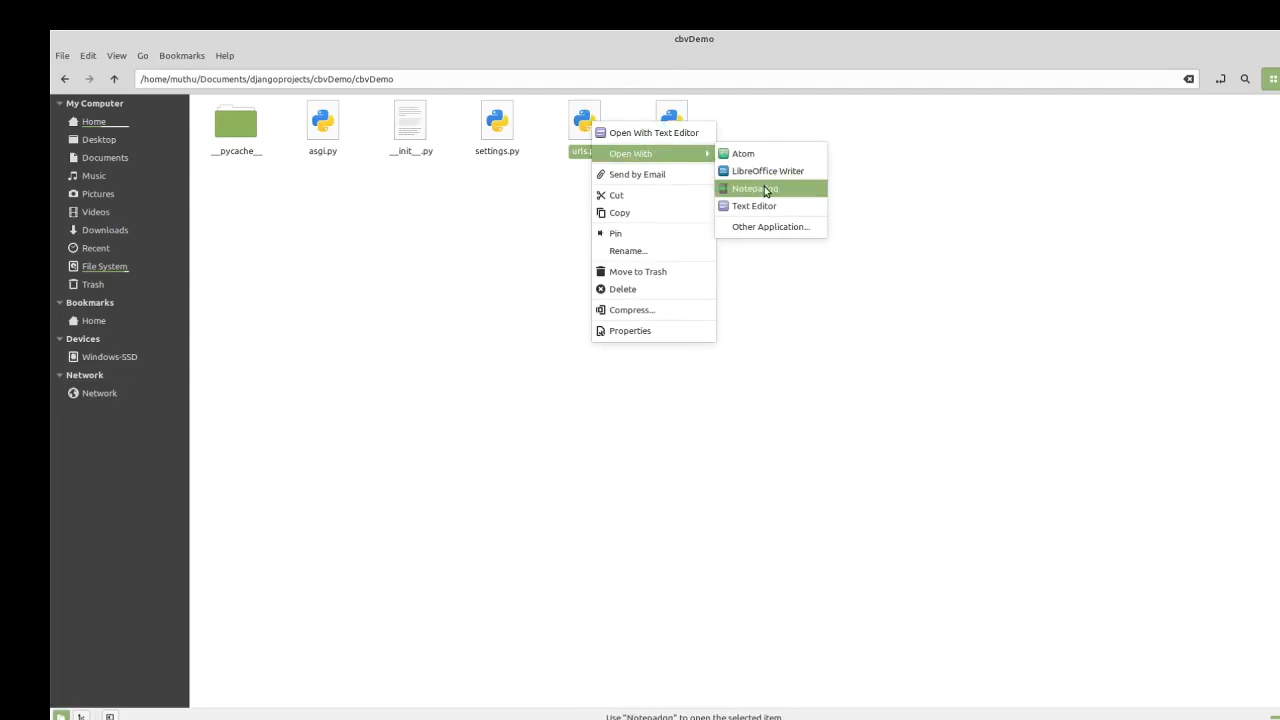 cbvDemo
File Edit View Go Bookmarks Help
/home/muthu/Documents/djangoprojects/cbvDemo/cbvDemo
My Computer
Home
Desktop
Documents
Music
Pictures
Videos
Downloads
Recent
File System
Trash
Bookmarks
Home
Devices
Windows-SSD
Network
Network
__pycache__
asgi.py
__init__.py
settings.py
Open With Text Editor
Open With
Send by Email
Cut
Copy
Pin
Rename...
Move to Trash
Delete
Compress...
Properties
Atom
LibreOffice Writer
Notepadqq
Text Editor
Other Application...
Use "Notepadqq" to open the selected item